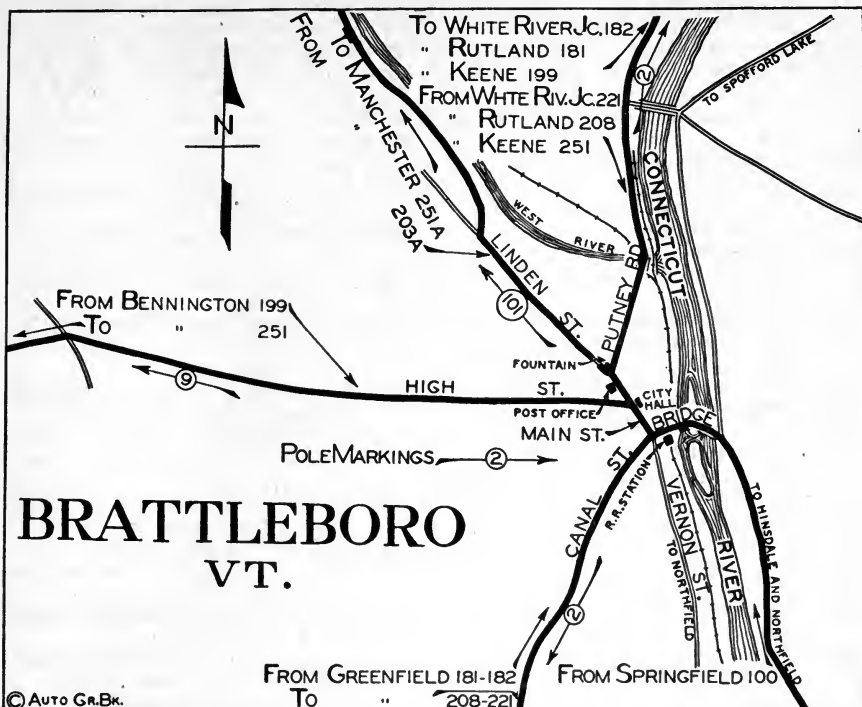 To White River Jc. 182
" Rutland 181
" Keene 199
From Whte Riv. Jc. 221
" Rutland 208
" Keene 251
2
To Spofford Lake
From To Manchester 251A
" 203A
N
West River
Connecticut River
Linden St.
101
Putney Rd
From Bennington 199
To " 251
9
High St.
Fountain
Post Office
City Hall
Main St.
Bridge
Pole Markings 2
R.R. Station
Canal St.
Vernon St.
To Northfield
To Hinsdale and Northfield
2
BRATTLEBORO
VT.
From Greenfield 181-182
To " 208-221
From Springfield 100
© Auto Gr. Bk.